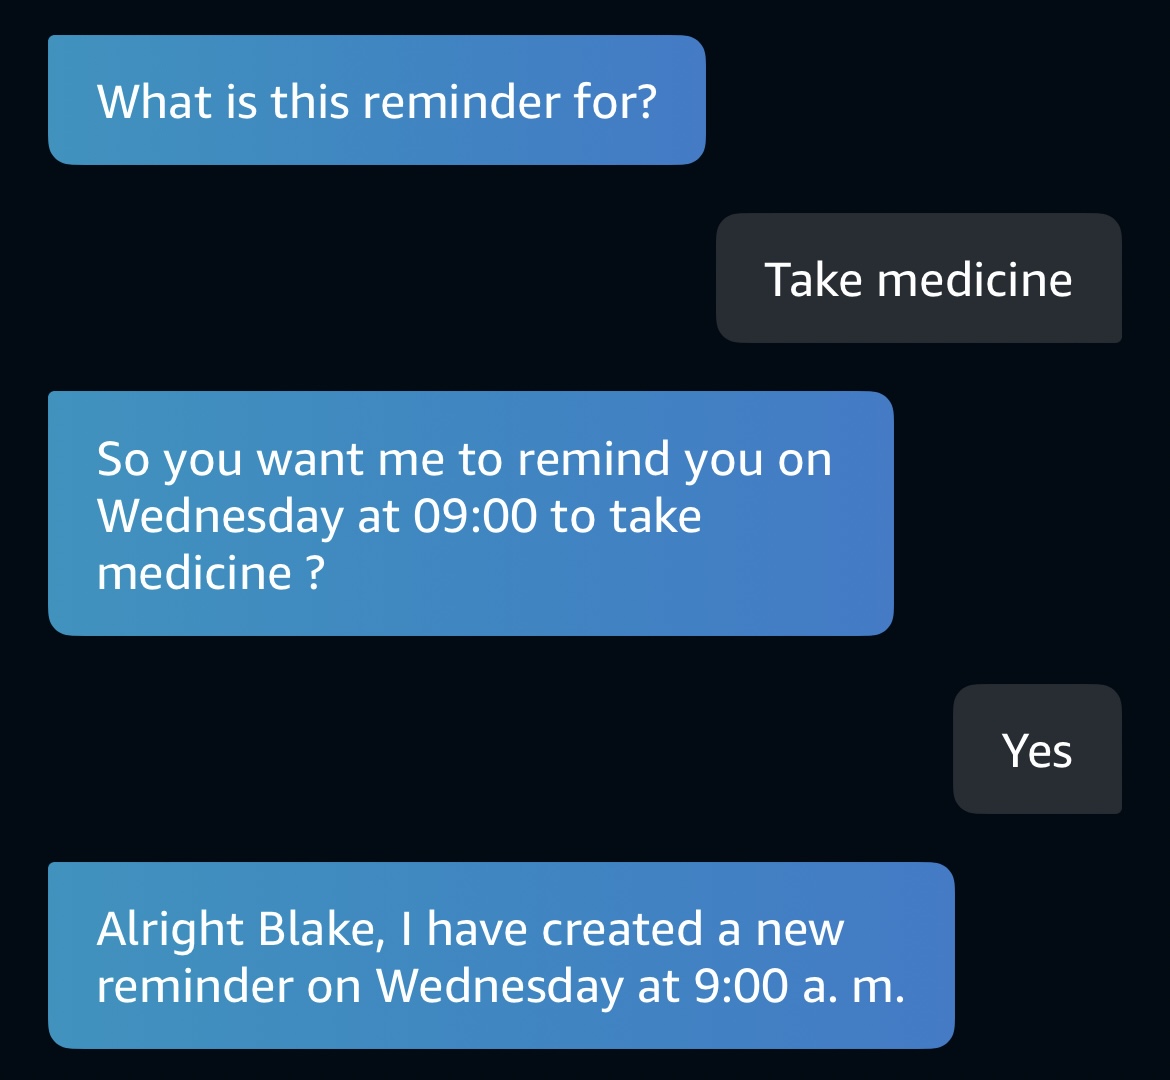 What is this reminder for?
Take medicine
So you want me to remind you on
Wednesday at 09:00 to take
medicine ?
Yes
Alright Blake, I have created a new
reminder on Wednesday at 9:00 a. m.